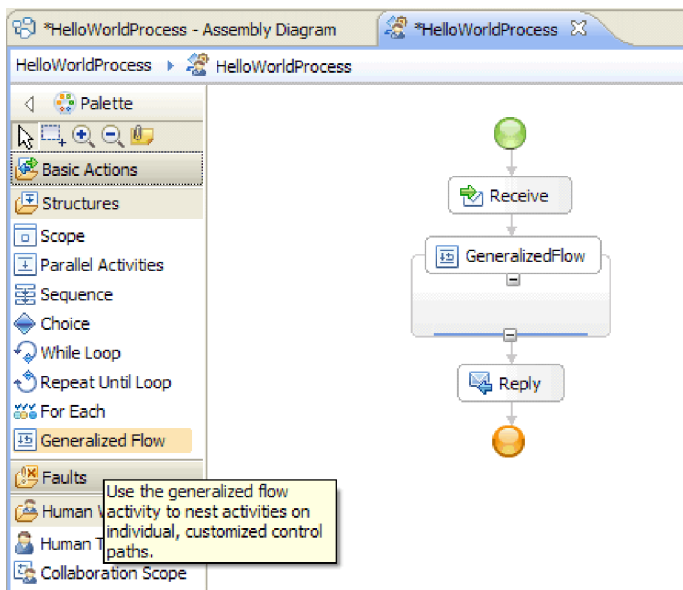 *HelloWorldProcess - Assembly Diagram
*HelloWorldProcess
HelloWorldProcess
HelloWorldProcess
Palette
Basic Actions
Structures
Scope
Parallel Activities
Sequence
Choice
While Loop
Repeat Until Loop
For Each
Generalized Flow
Faults
Human
Human
Collaboration Scope
Use the generalized flow
activity to nest activities on
individual, customized control
paths.
Receive
GeneralizedFlow
Reply